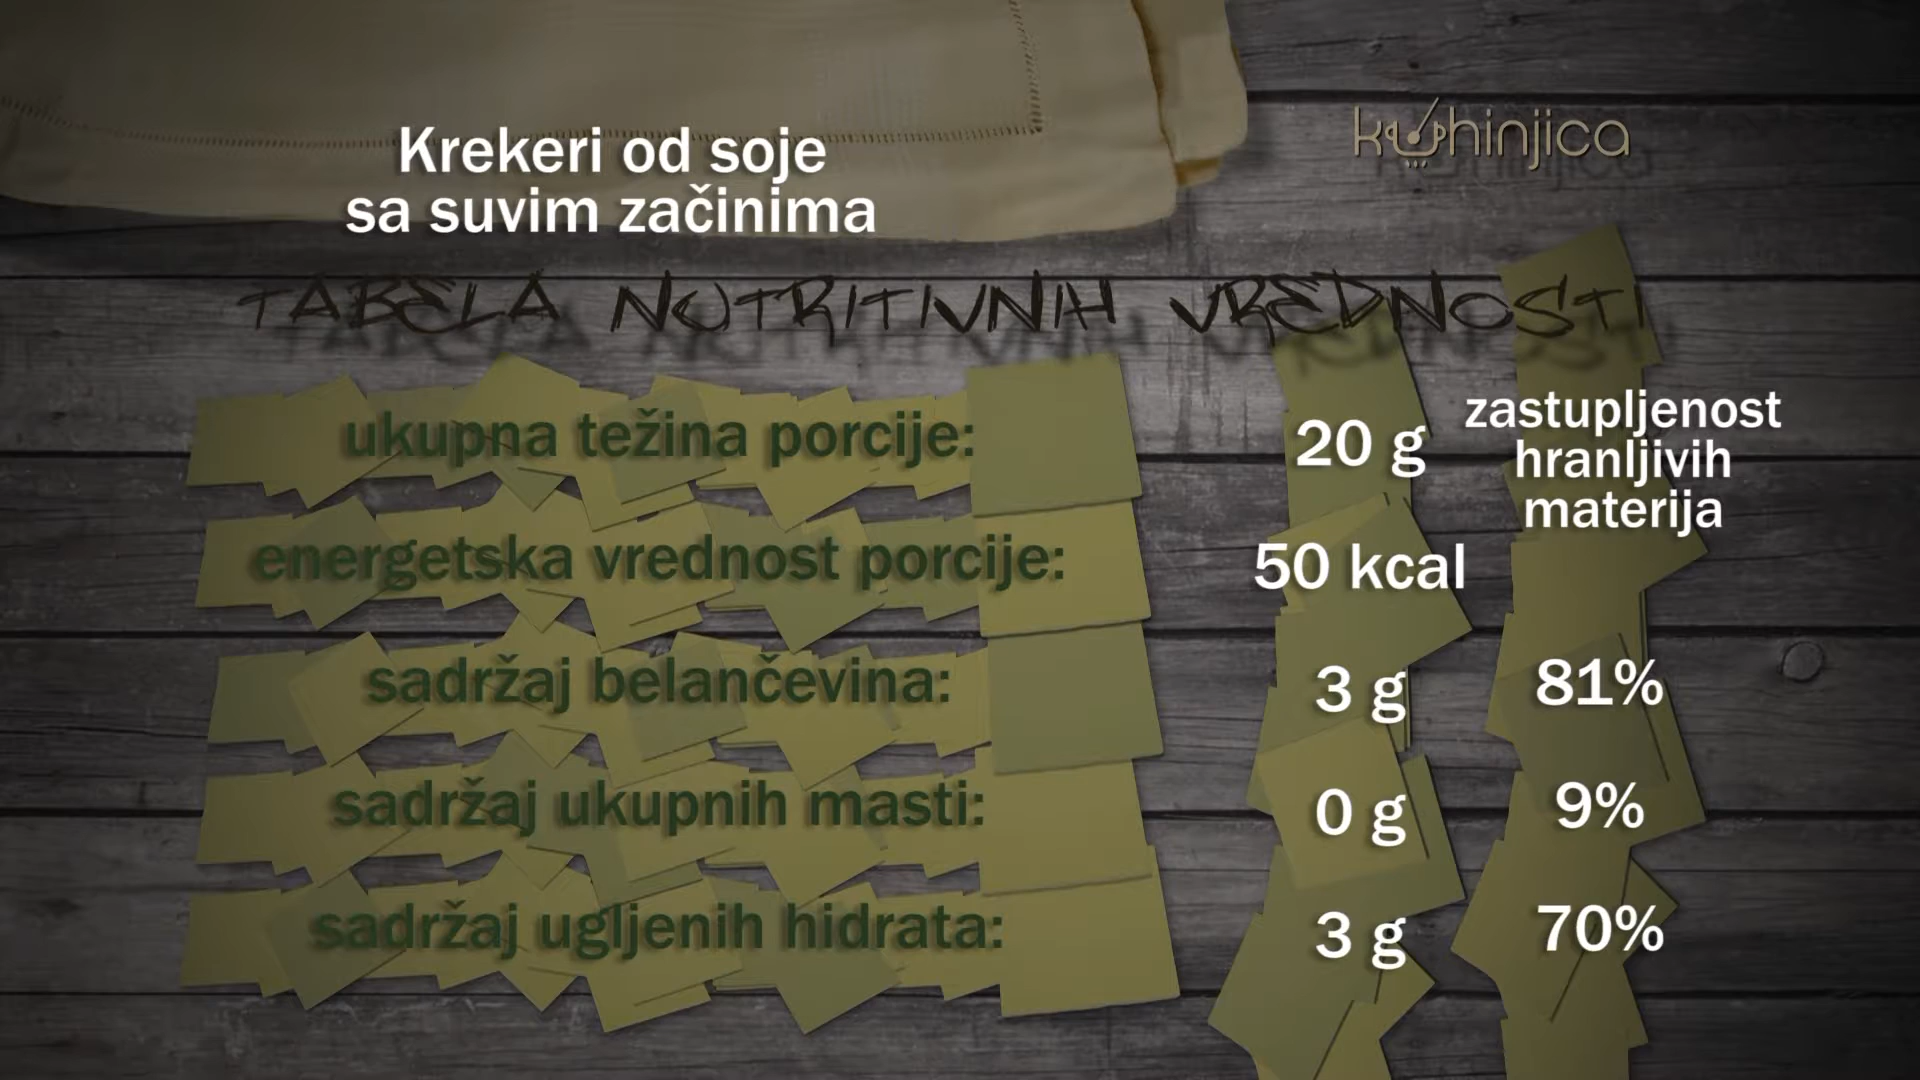 kuhinjica
Krekeri od soje
sa suvim začinima
TABELA NUTRITIVNIH VREDNOSTI
zastupljenost
hranljivih
materija
ukupna težina porcije: 20 g
energetska vrednost porcije: 50 kcal
sadržaj belančevina: 3 g 81%
sadržaj ukupnih masti: 0 g 9%
sadržaj ugljenih hidrata: 3 g 70%